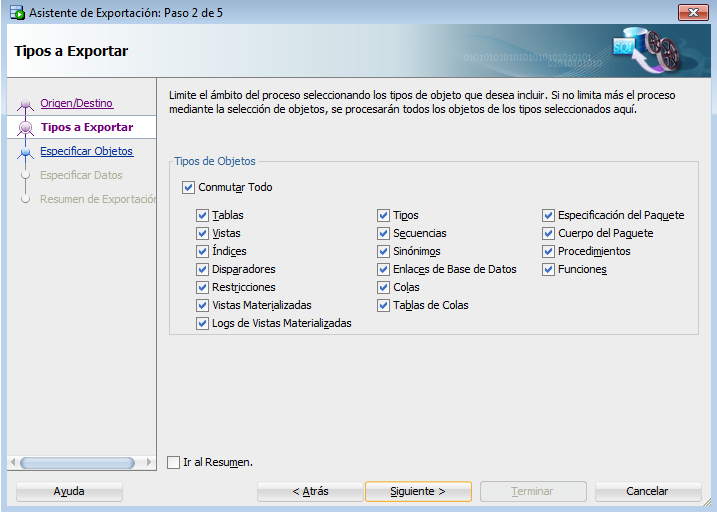 Asistente de Exportación: Paso 2 de 5
Tipos a Exportar
SQL
0101010101010101010101010101
01010101010
Origen/Destino
Tipos a Exportar
Especificar Objetos
Especificar Datos
Resumen de Exportación
Limite el ámbito del proceso seleccionando los tipos de objeto que desea incluir. Si no limita más el proceso
mediante la selección de objetos, se procesarán todos los objetos de los tipos seleccionados aquí.
Tipos de Objetos
Conmutar Todo
Tablas
Vistas
Índices
Disparadores
Restricciones
Vistas Materializadas
Logs de Vistas Materializadas
Tipos
Secuencias
Sinónimos
Enlaces de Base de Datos
Colas
Tablas de Colas
Especificación del Paquete
Cuerpo del Paquete
Procedimientos
Funciones
Ir al Resumen.
Ayuda
< Atrás
Siguiente >
Terminar
Cancelar